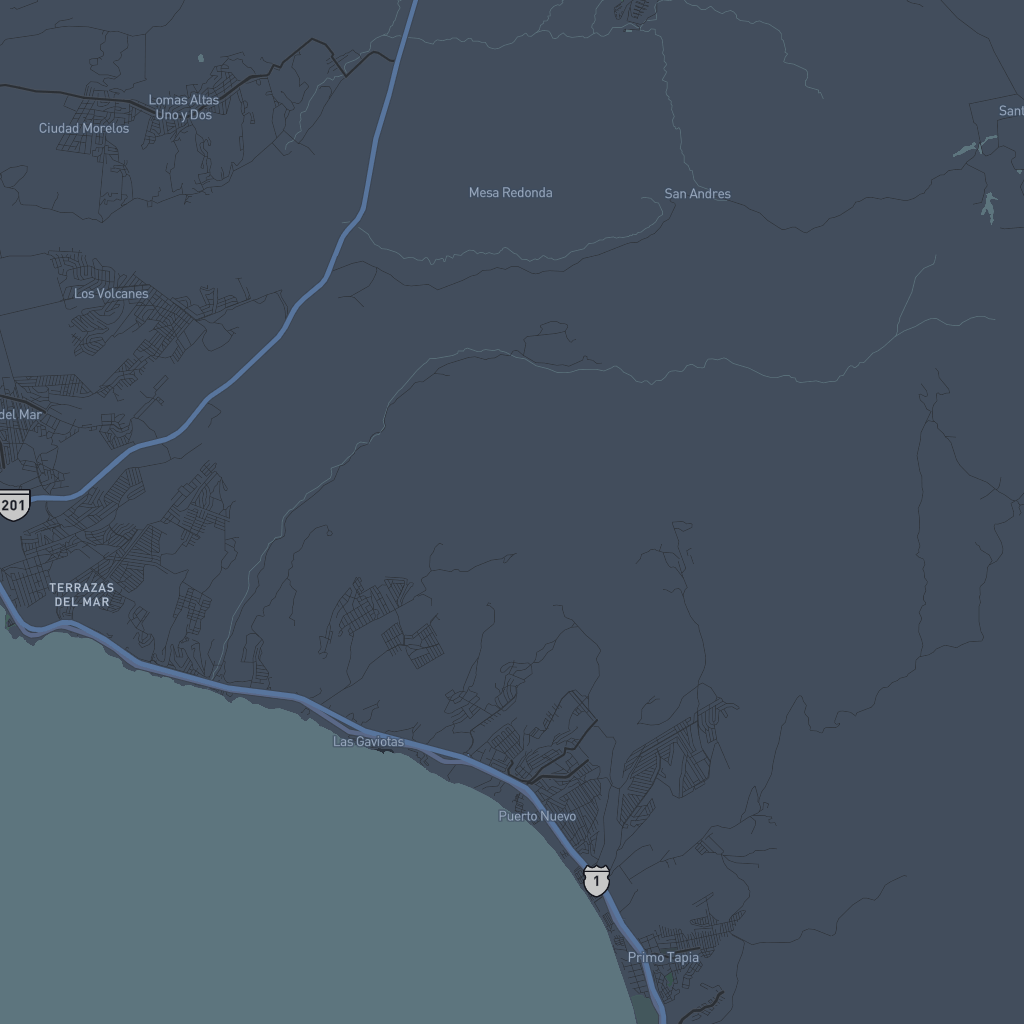 Lomas Altas
Uno y Dos
Ciudad Morelos
Sant
Mesa Redonda
San Andres
Los Volcanes
del Mar
201
TERRAZAS
DEL MAR
Las Gaviotas
Puerto Nuevo
1
Primo Tapia